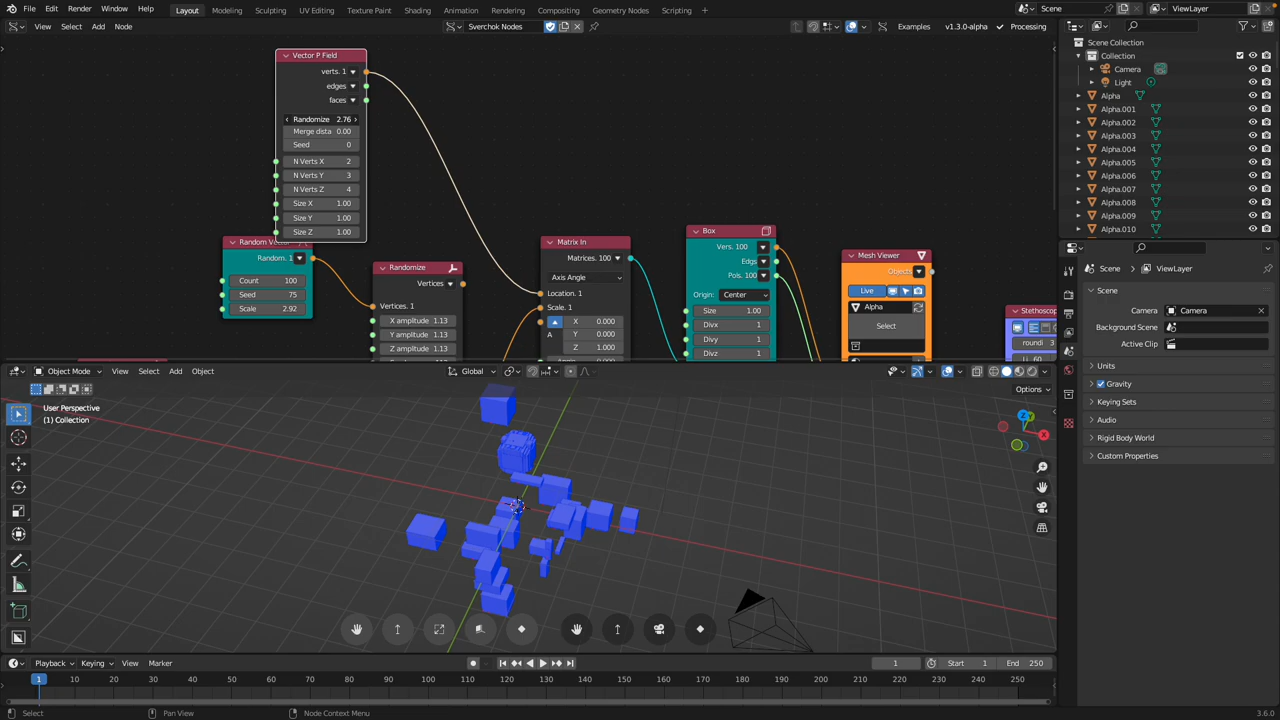 File Edit Render Window Help
Layout Modeling Sculpting UV Editing Texture Paint Shading Animation Rendering Compositing Geometry Nodes Scripting +
Scene
ViewLayer
View Select Add Node
Sverchok Nodes
Examples v1.3.0-alpha Processing
Vector P Field
verts. 1
edges
faces
Randomize 2.76
Merge dista 0.00
Seed 0
N Verts X 2
N Verts Y 3
N Verts Z 4
Size X 1.00
Size Y 1.00
Size Z 1.00
Random. 1
Count 100
Seed 75
Scale 2.92
Randomize
Vertices
Vertices. 1
X amplitude 1.13
Y amplitude 1.13
Z amplitude 1.13
Matrix In
Matrices. 100
Axis Angle
Location. 1
Scale. 1
X 0.000
A Y 0.000
Z 1.000
Box
Vers. 100
Edgs
Pols. 100
Origin: Center
Size 1.00
Divx 1
Divy 1
Divz 1
Mesh Viewer
Objects
Live
Alpha
Select
roundi 3
Scene Collection
Collection
Camera
Light
Alpha
Alpha.001
Alpha.002
Alpha.003
Alpha.004
Alpha.005
Alpha.006
Alpha.007
Alpha.008
Alpha.009
Alpha.010
Scene ViewLayer
Scene
Camera Camera
Background Scene
Active Clip
Units
Gravity
Keying Sets
Audio
Rigid Body World
Custom Properties
Object Mode View Select Add Object
Global
Options
User Perspective
(1) Collection
Z
Y
X
Playback Keying View Marker
1 Start 1 End 250
1 10 20 30 40 50 60 70 80 90 100 110 120 130 140 150 160 170 180 190 200 210 220 230 240 250
Select Pan View Node Context Menu 3.6.0